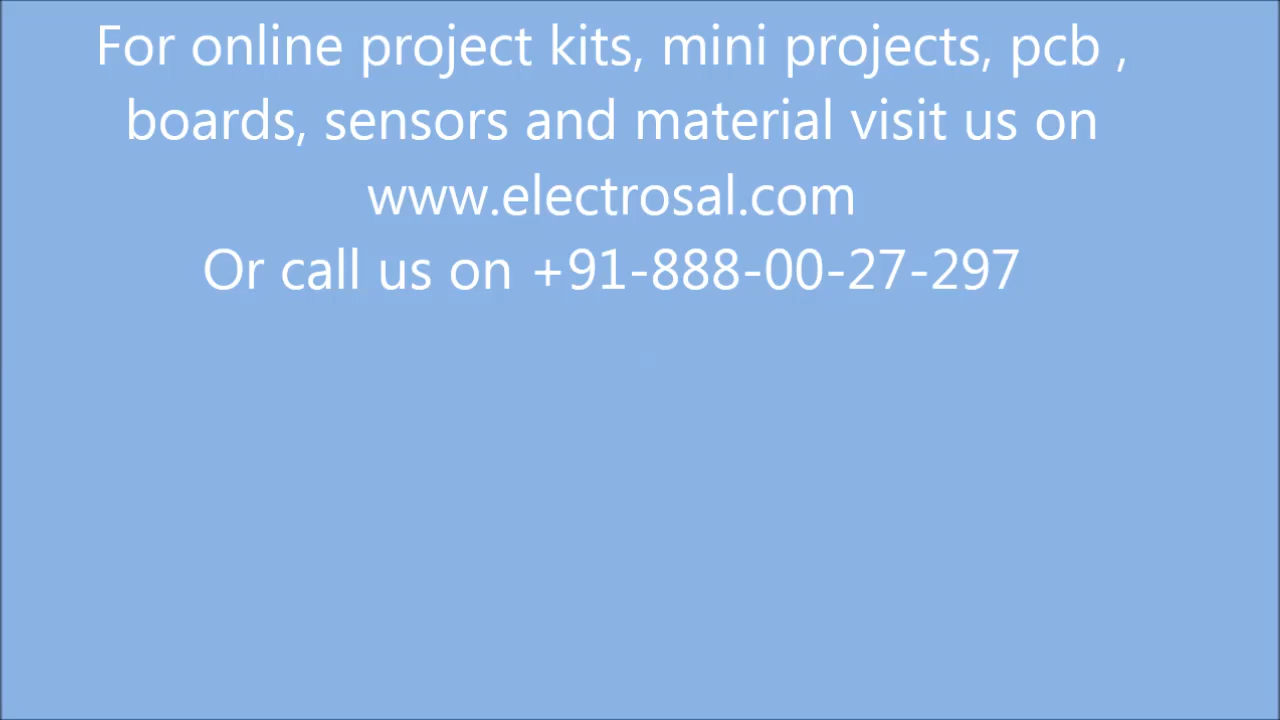 For online project kits, mini projects, pcb ,
boards, sensors and material visit us on
www.electrosal.com
Or call us on +91-888-00-27-297